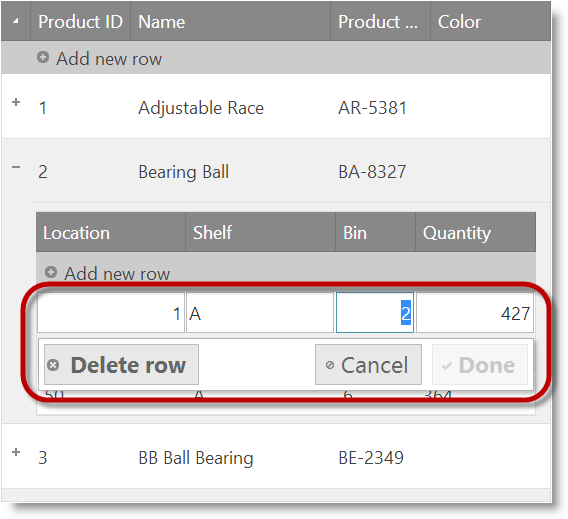 Product ID Name Product ... Color
Add new row
1 Adjustable Race AR-5381
2 Bearing Ball BA-8327
Location Shelf Bin Quantity
Add new row
1 A 2 427
Delete row Cancel Done
50 A 6 364
3 BB Ball Bearing BE-2349